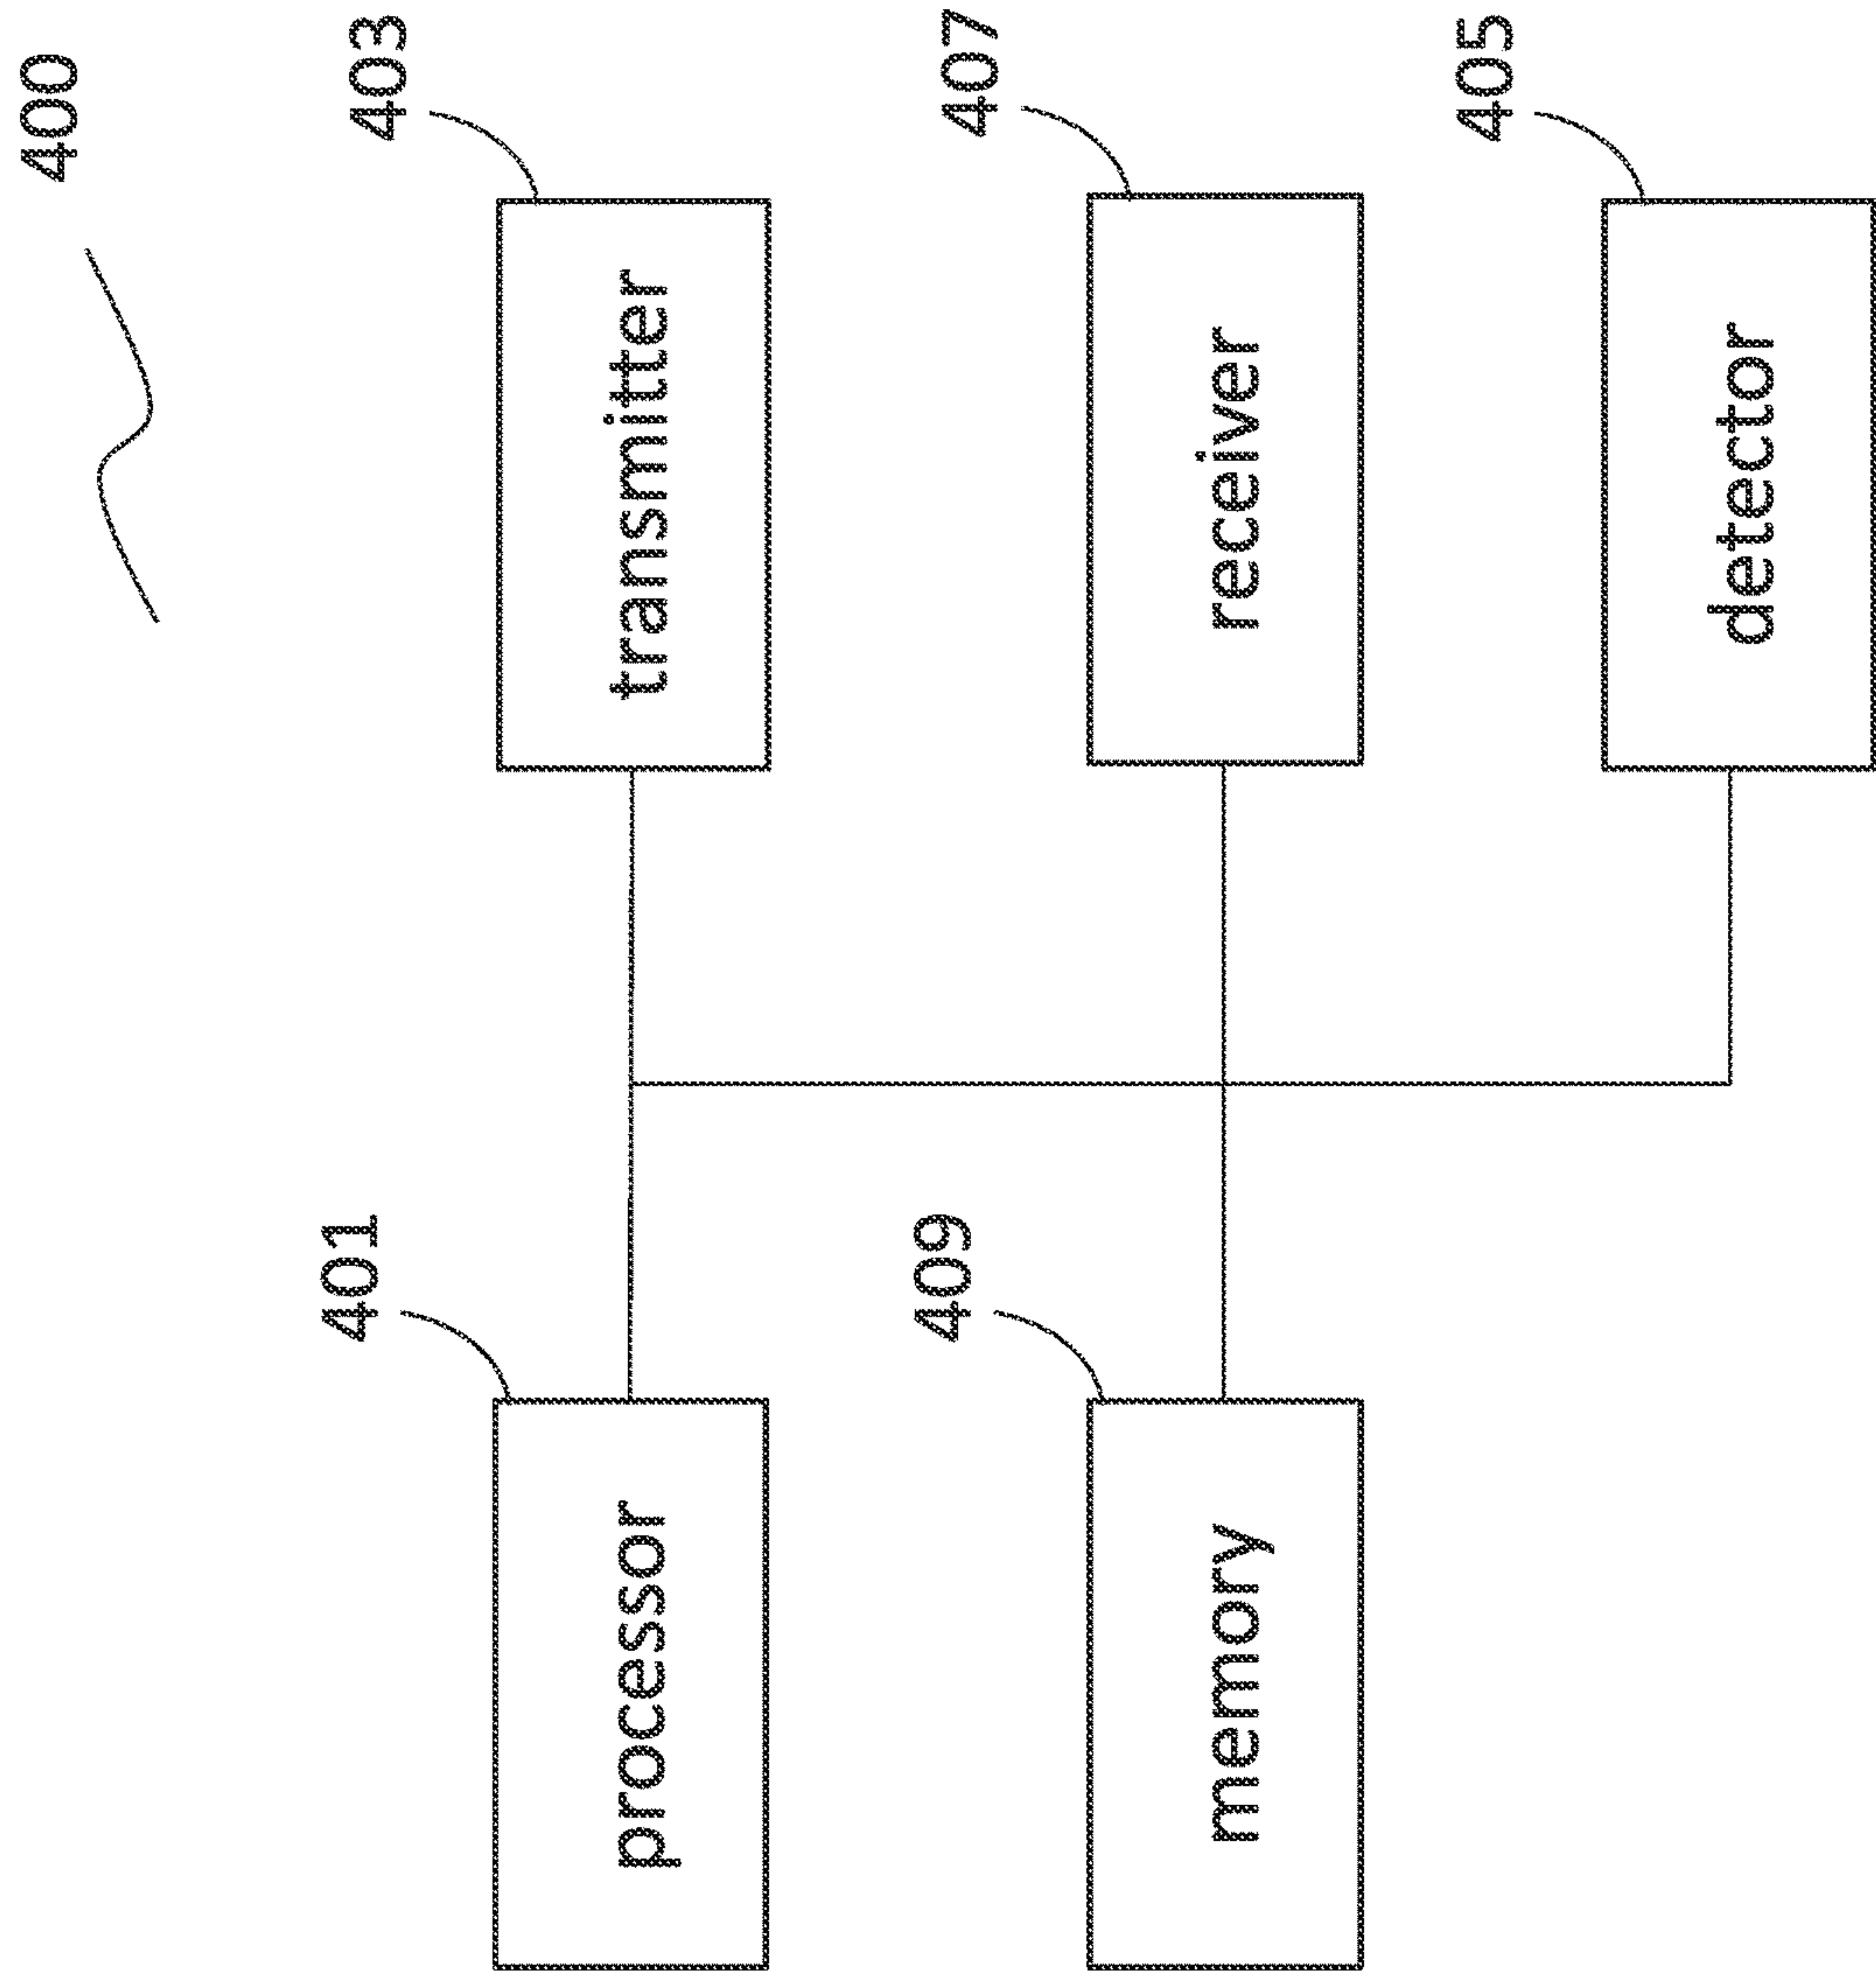 400
401
processor
403
transmitter
409
memory
407
receiver
405
detector